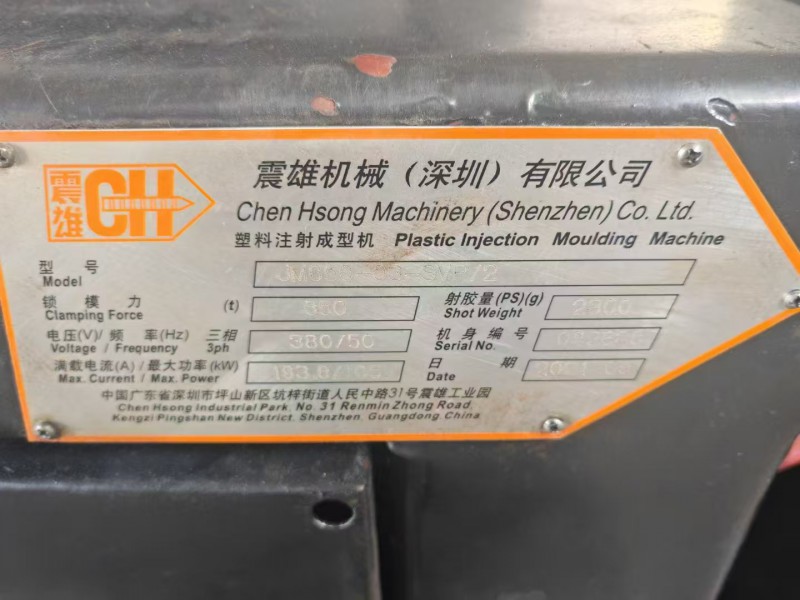 震雄 CH
震雄机械（深圳）有限公司
Chen Hsong Machinery (Shenzhen) Co. Ltd.
塑料注射成型机 Plastic Injection Moulding Machine
型号
Model
锁模力 (t)
Clamping Force
射胶量(PS)(g) 2300
Shot Weight
电压(V)/频率(Hz) 三相 380/50
Voltage / Frequency 3ph
机身编号
Serial No.
满载电流(A)/最大功率(kW)
Max. Current / Max. Power
日期
Date
中国广东省深圳市坪山新区坑梓街道人民中路31号震雄工业园
Chen Hsong Industrial Park, No. 31 Renmin Zhong Road,
Kengzi Pingshan New District, Shenzhen, Guangdong, China